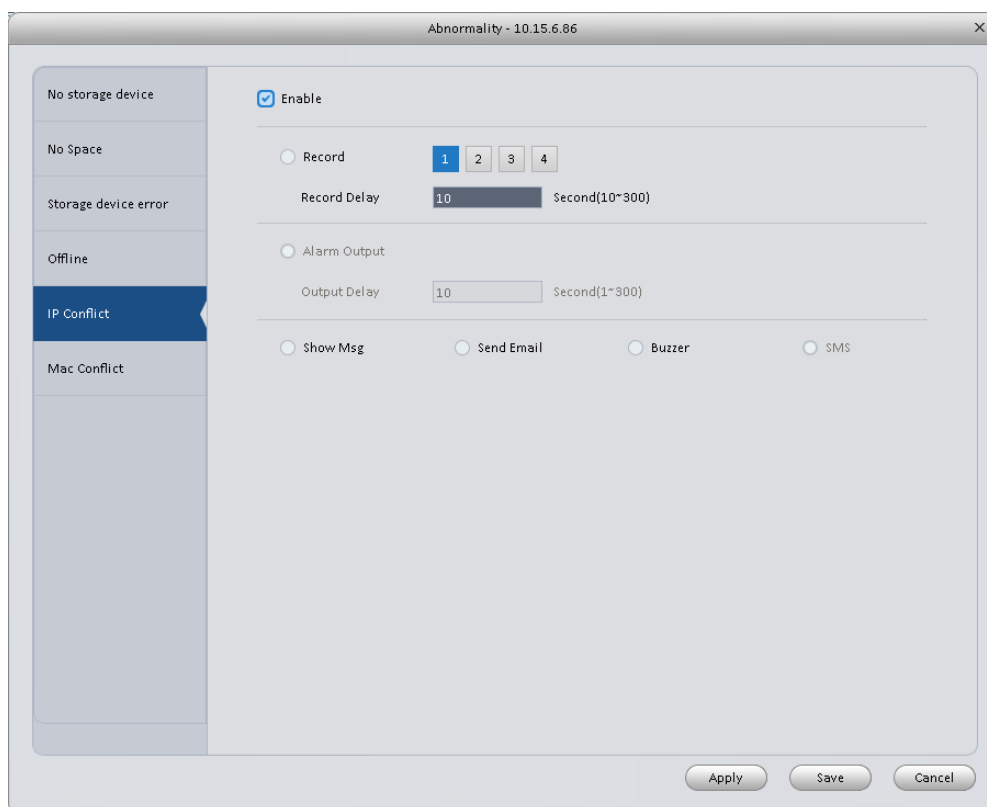 Abnormality - 10.15.6.86
X
No storage device
No Space
Storage device error
Offline
IP Conflict
Mac Conflict
Enable
Record 1 2 3 4
Record Delay 10 Second(10~300)
Alarm Output
Output Delay 10 Second(1~300)
Show Msg Send Email Buzzer SMS
Apply Save Cancel